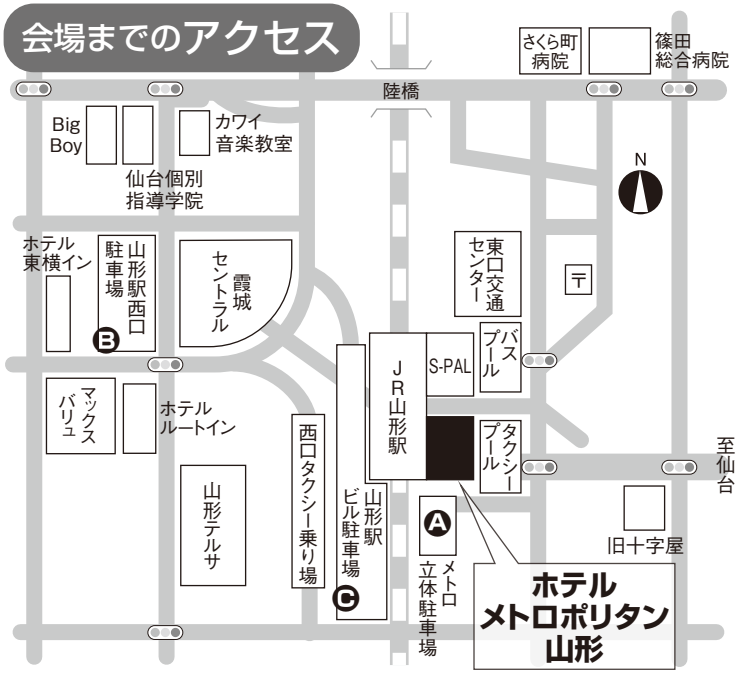 会場までのアクセス
さくら町
病院
篠田
総合病院
陸橋
Big
Boy
カワイ
音楽教室
仙台個別
指導学院
N
ホテル
東横イン
山形駅西口
駐車場
B
霞城
セントラル
東口交通
センター
〒
バス
プール
S-PAL
JR山形駅
マックス
バリュ
ホテル
ルートイン
西口タクシー乗り場
タクシー
プール
至仙台
山形テルサ
山形駅
ビル駐車場
C
A
メトロ
立体駐車場
旧十字屋
ホテル
メトロポリタン
山形